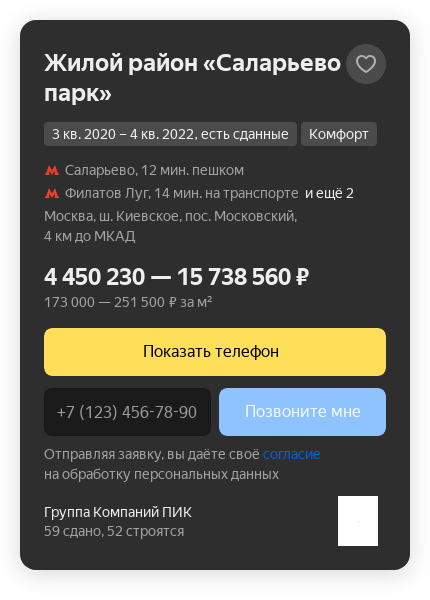 Жилой район «Саларьево
парк»
3 кв. 2020 – 4 кв. 2022, есть сданные Комфорт
Саларьево, 12 мин. пешком
Филатов Луг, 14 мин. на транспорте и ещё 2
Москва, ш. Киевское, пос. Московский,
4 км до МКАД
4 450 230 — 15 738 560 ₽
173 000 — 251 500 ₽ за м²
Показать телефон
+7 (123) 456-78-90 Позвоните мне
Отправляя заявку, вы даёте своё согласие
на обработку персональных данных
Группа Компаний ПИК
59 сдано, 52 строятся